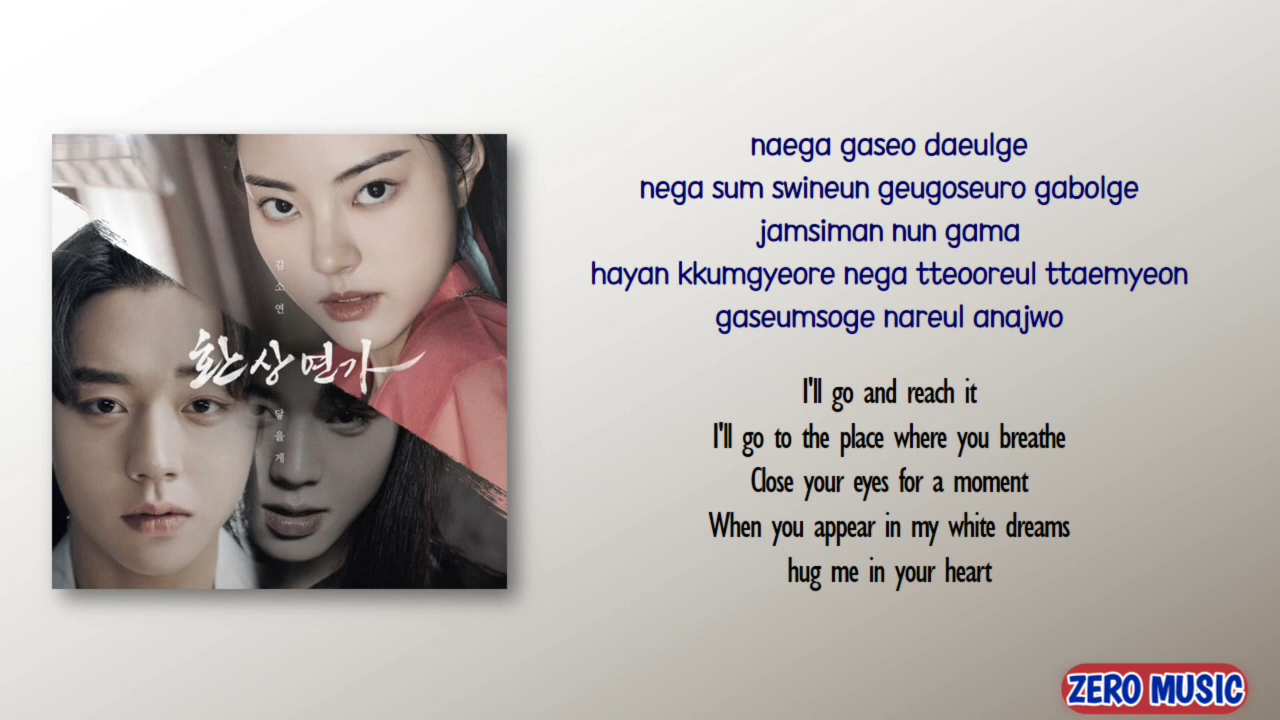 김소연
환상연가
닿을게
naega gaseo daeulge
nega sum swineun geugoseuro gabolge
jamsiman nun gama
hayan kkumgyeore nega tteooreul ttaemyeon
gaseumsoge nareul anajwo
I'll go and reach it
I'll go to the place where you breathe
Close your eyes for a moment
When you appear in my white dreams
hug me in your heart
ZERO MUSIC